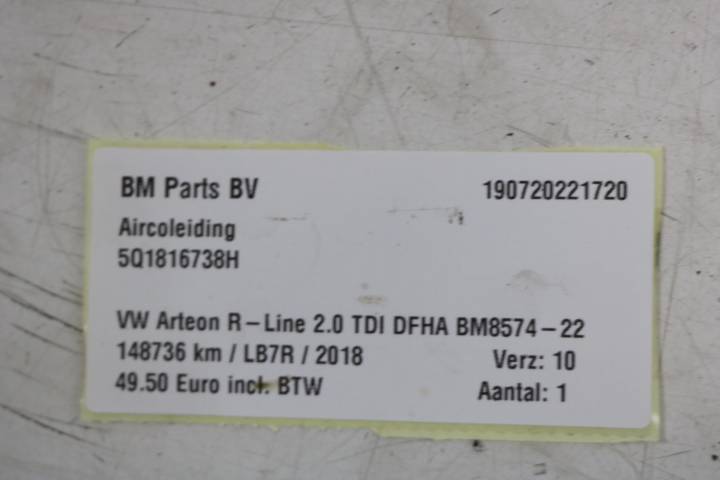 BM Parts BV 190720221720
Aircoleiding
5Q1816738H
VW Arteon R-Line 2.0 TDI DFHA BM8574-22
148736 km / LB7R / 2018 Verz: 10
49.50 Euro incl. BTW Aantal: 1